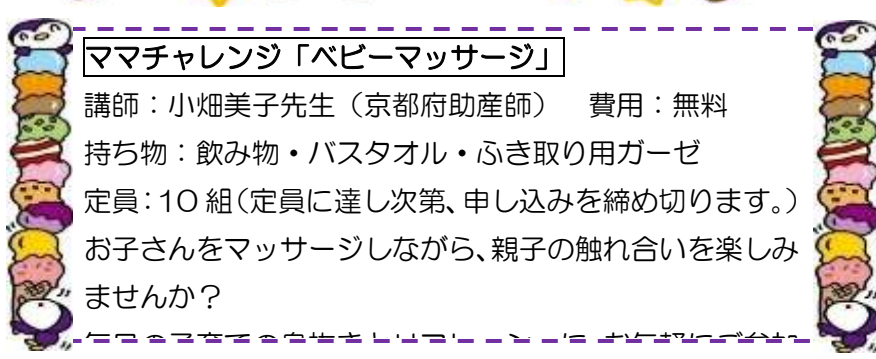 ママチャレンジ「ベビーマッサージ」
講師：小畑美子先生（京都府助産師）　費用：無料
持ち物：飲み物・バスタオル・ふき取り用ガーゼ
定員：10組（定員に達し次第、申し込みを締め切ります。）
お子さんをマッサージしながら、親子の触れ合いを楽しみ
ませんか？